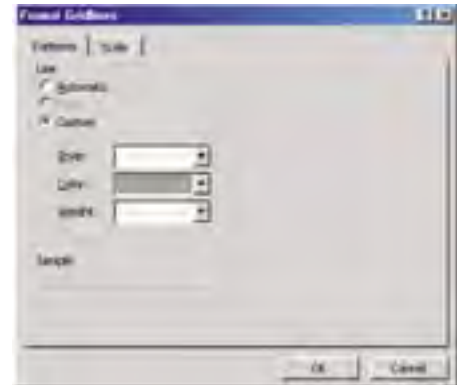 Format Gridlines
Patterns Scale
Line
Automatic
Custom
Style:
Color:
Weight:
Sample
OK Cancel